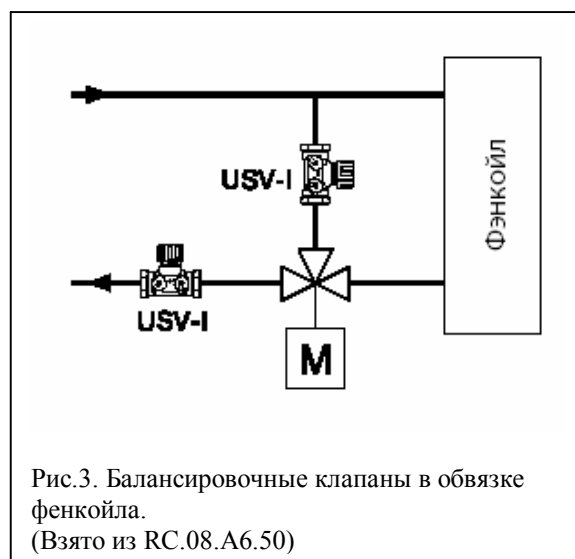 USV-I
Фэнкойл
USV-I
M
Рис.3. Балансировочные клапаны в обвязке
фенкойла.
(Взято из RC.08.A6.50)